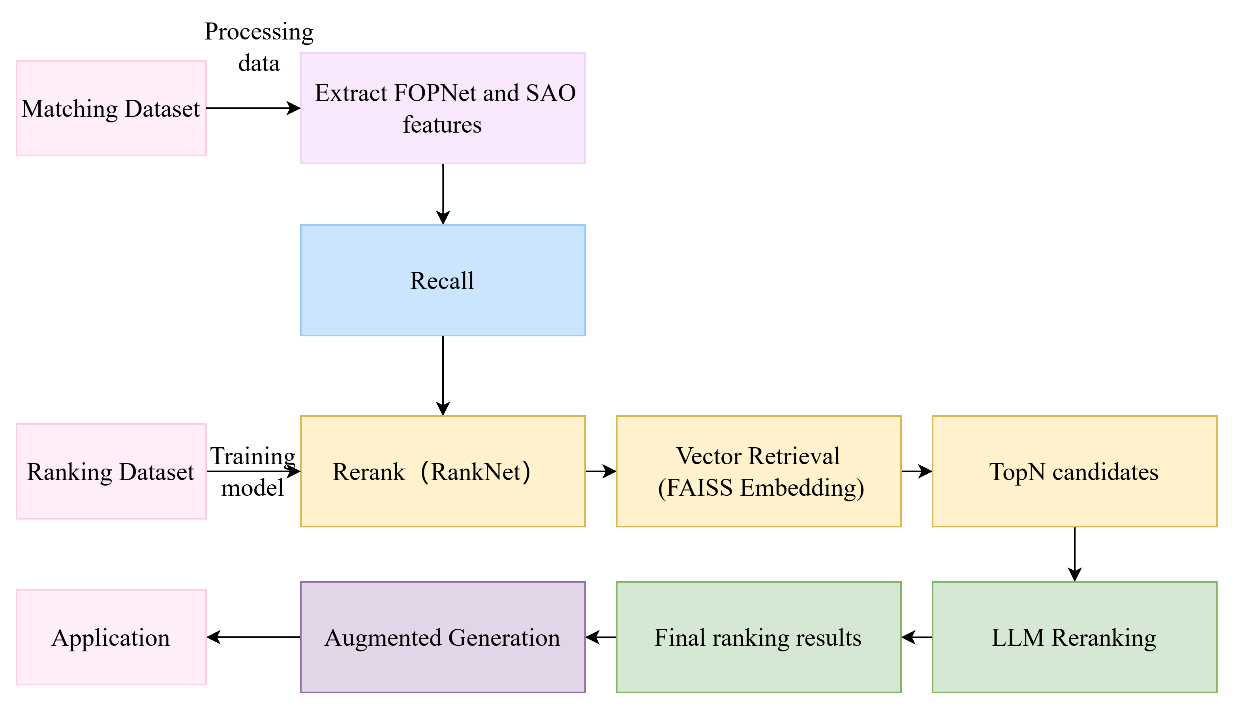 Processing
data
Matching Dataset
Extract FOPNet and SAO
features
Recall
Ranking Dataset
Training
model
Rerank（RankNet）
Vector Retrieval
(FAISS Embedding)
TopN candidates
Application
Augmented Generation
Final ranking results
LLM Reranking